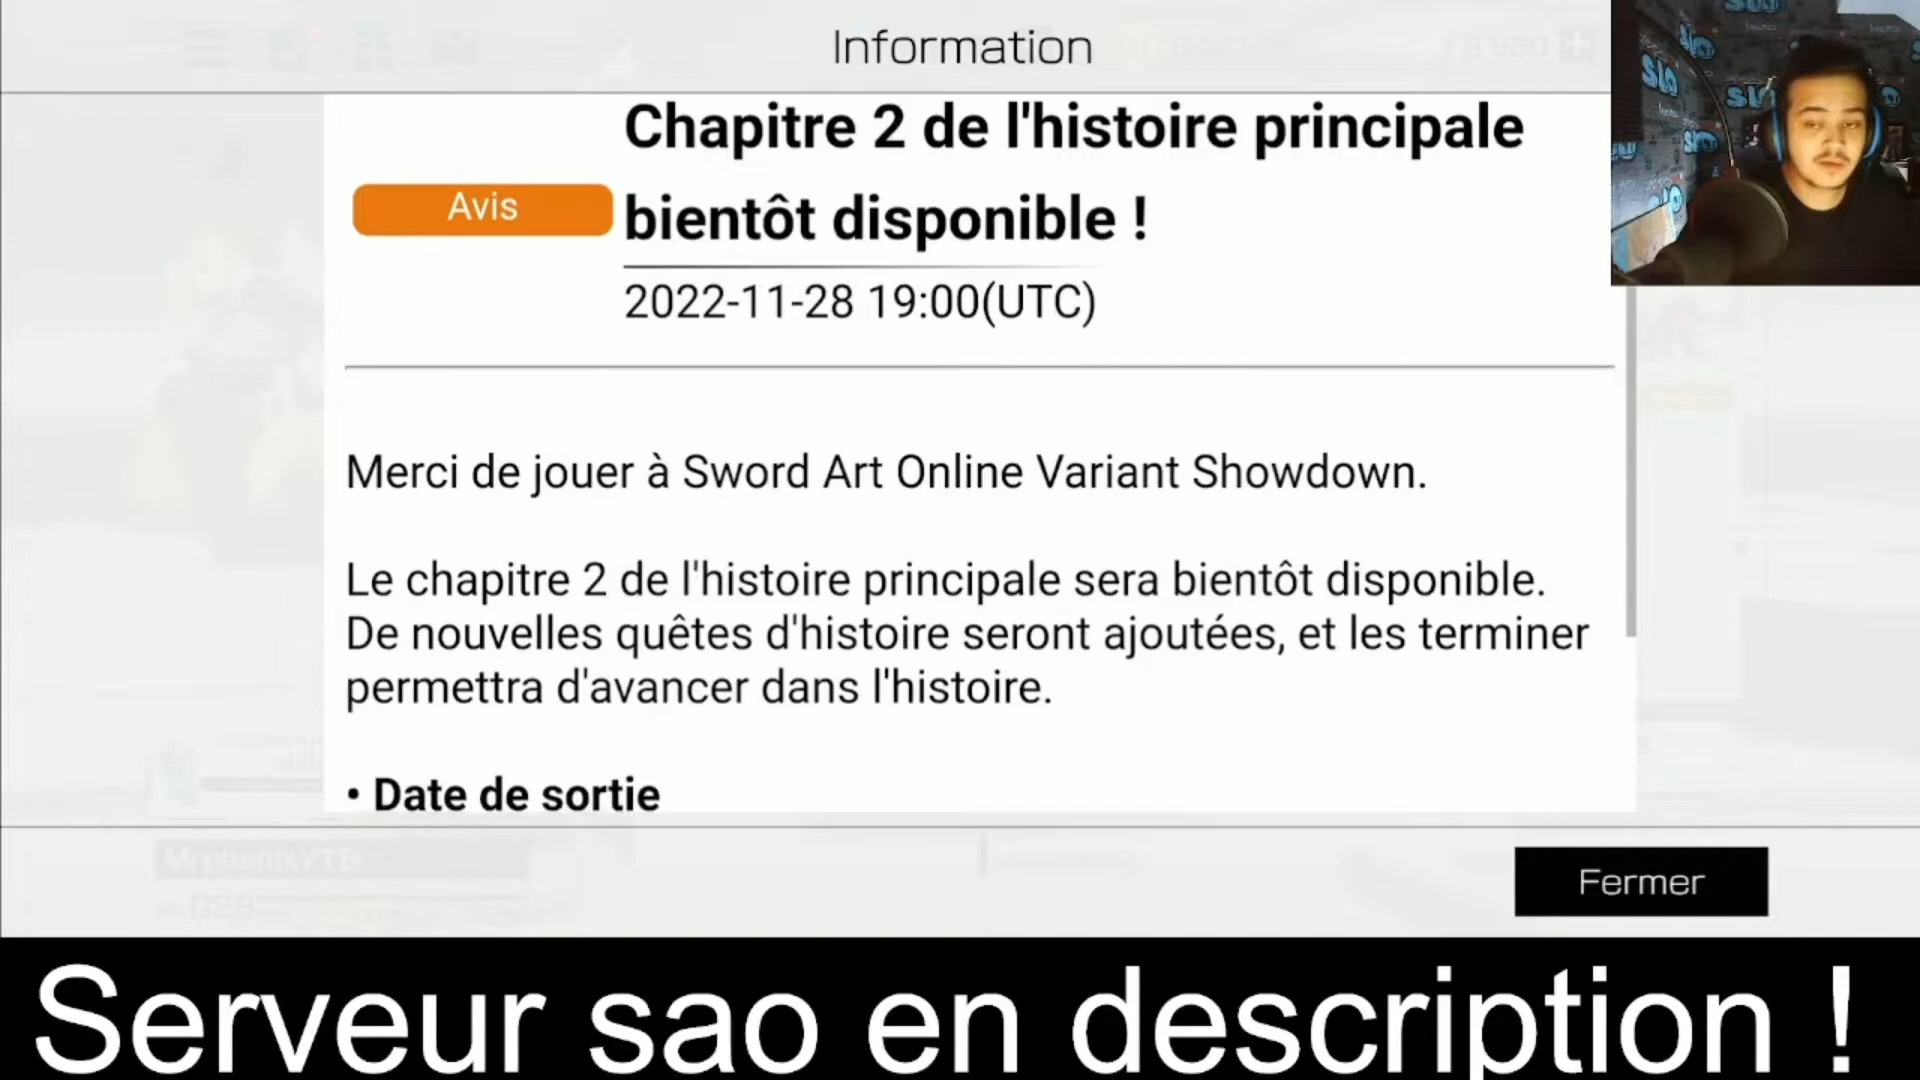 Information
Chapitre 2 de l'histoire principale
Avis
bientôt disponible !
2022-11-28 19:00(UTC)
Merci de jouer à Sword Art Online Variant Showdown.
Le chapitre 2 de l'histoire principale sera bientôt disponible.
De nouvelles quêtes d'histoire seront ajoutées, et les terminer
permettra d'avancer dans l'histoire.
• Date de sortie
Fermer
Serveur sao en description !